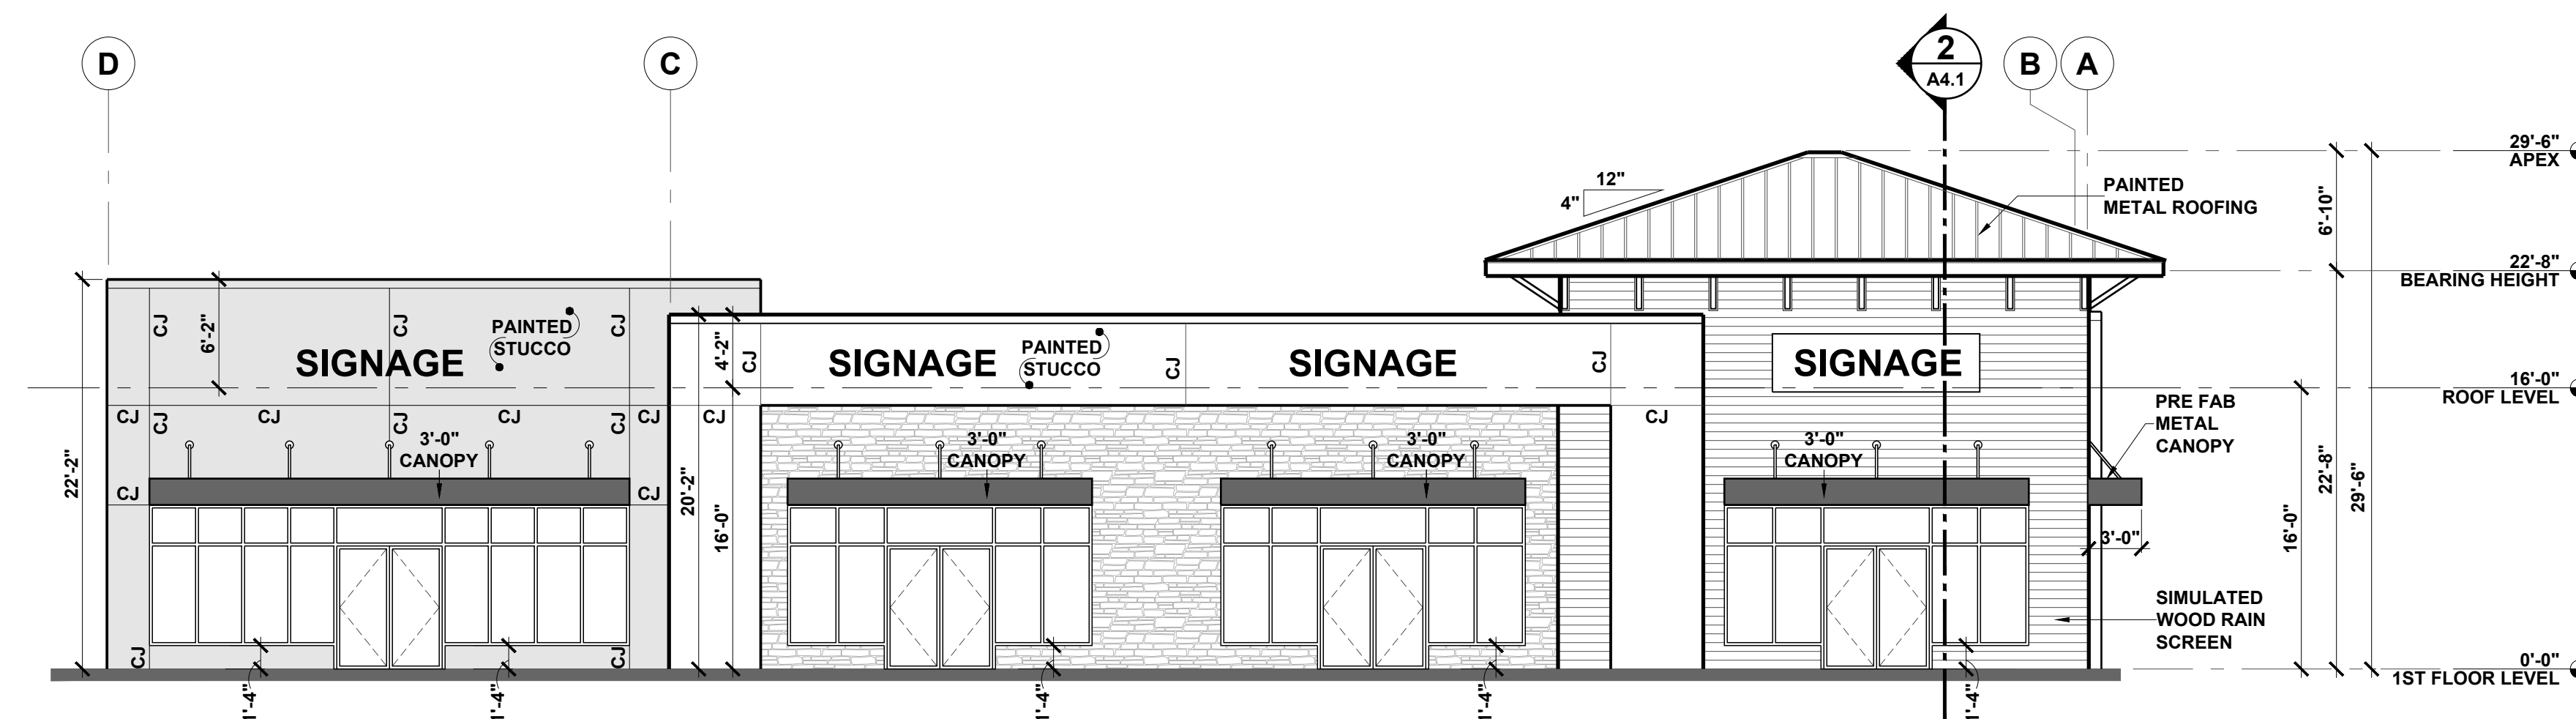 D
C
2
A4.1
B
A
29'-6"
APEX
12"
4"
PAINTED
METAL ROOFING
6'-10"
22'-8"
BEARING HEIGHT
CJ
6'-2"
CJ
PAINTED
STUCCO
CJ
SIGNAGE
4'-2"
CJ
SIGNAGE
PAINTED
STUCCO
CJ
SIGNAGE
CJ
SIGNAGE
16'-0"
ROOF LEVEL
CJ
CJ
CJ
CJ
CJ
CJ
CJ
CJ
CJ
PRE FAB
METAL
CANOPY
3'-0"
CANOPY
3'-0"
CANOPY
3'-0"
CANOPY
3'-0"
CANOPY
22'-2"
CJ
CJ
20'-2"
16'-0"
16'-0"
22'-8"
29'-6"
3'-0"
SIMULATED
WOOD RAIN
SCREEN
CJ
CJ
0'-0"
1ST FLOOR LEVEL
1'-4"
1'-4"
1'-4"
1'-4"
1'-4"